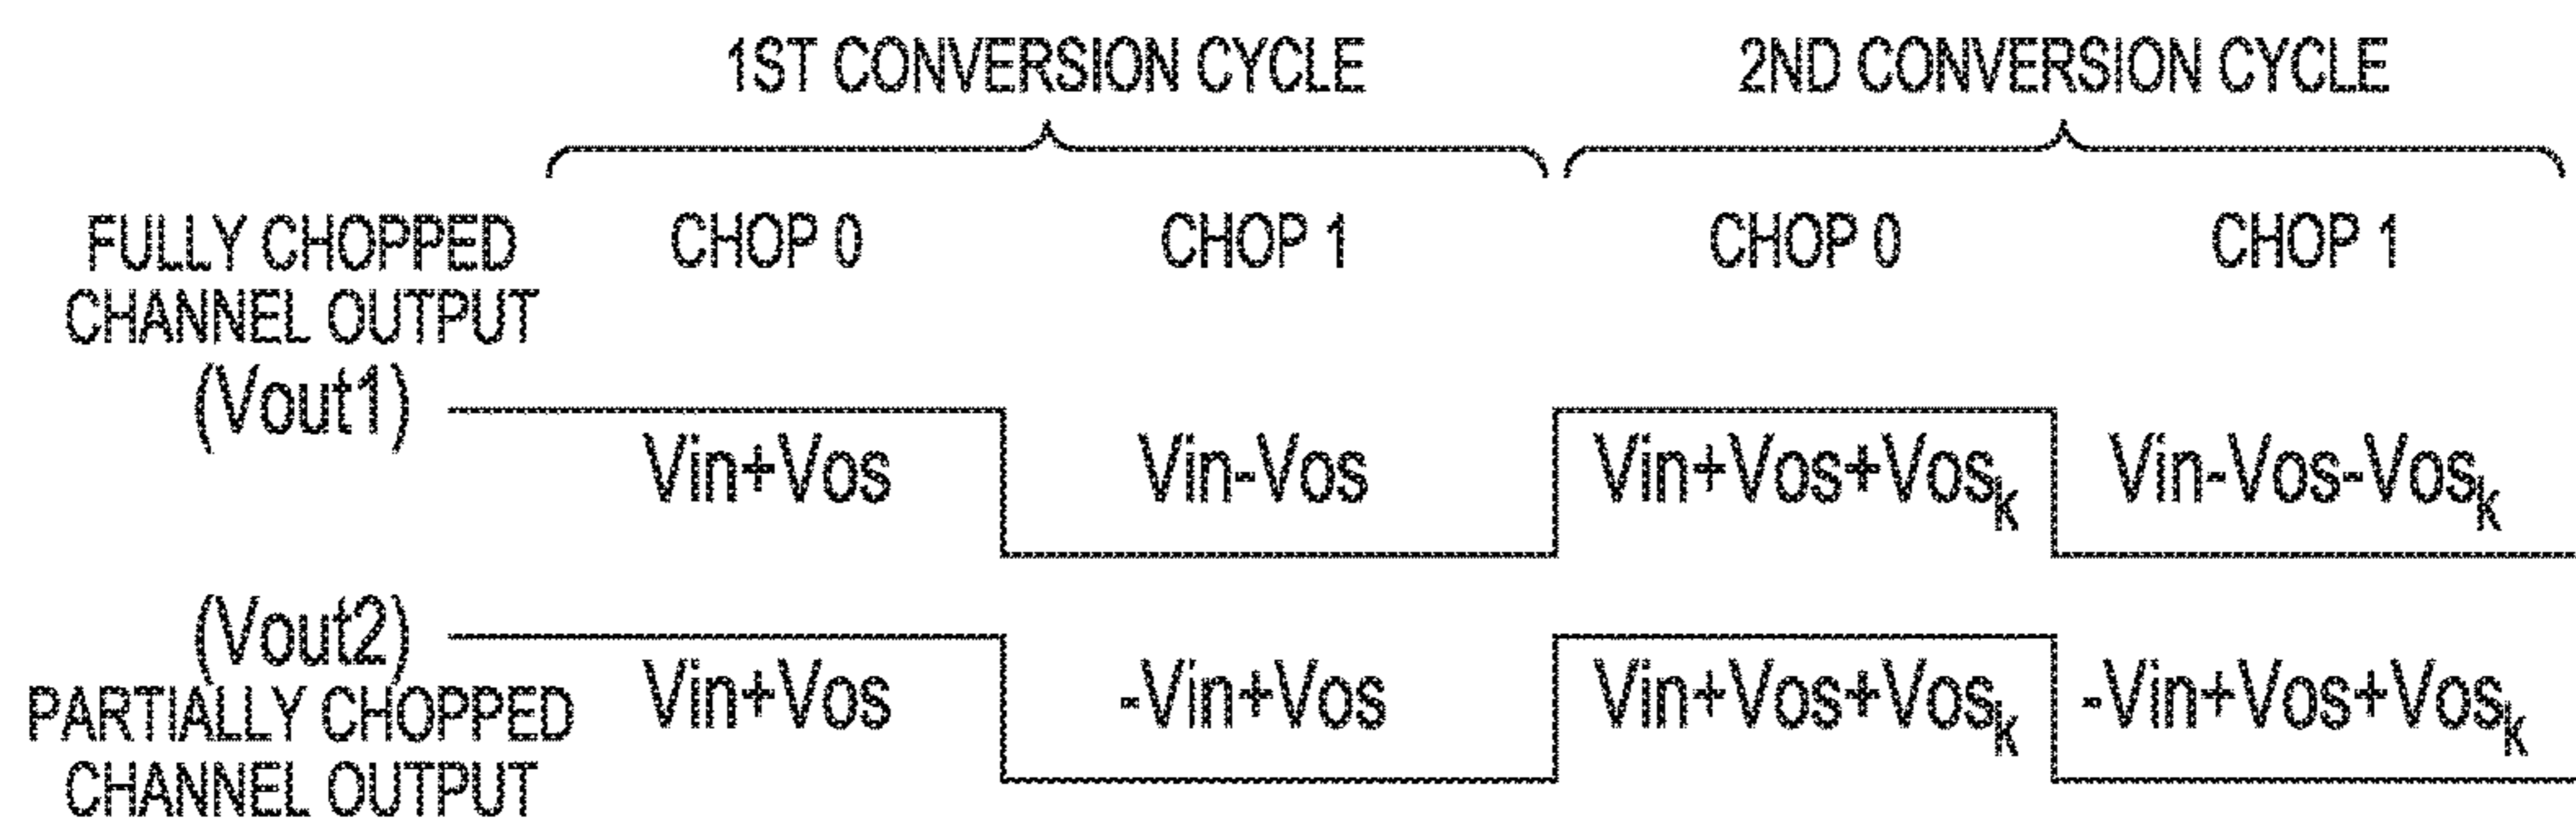 1ST CONVERSION CYCLE 2ND CONVERSION CYCLE
FULLY CHOPPED CHOP 0 CHOP 1 CHOP 0 CHOP 1
CHANNEL OUTPUT
(Vout1)
Vin+Vos Vin-Vos Vin+Vos+Vosk Vin-Vos-Vosk
(Vout2)
Vin+Vos -Vin+Vos Vin+Vos+Vosk -Vin+Vos+Vosk
PARTIALLY CHOPPED
CHANNEL OUTPUT